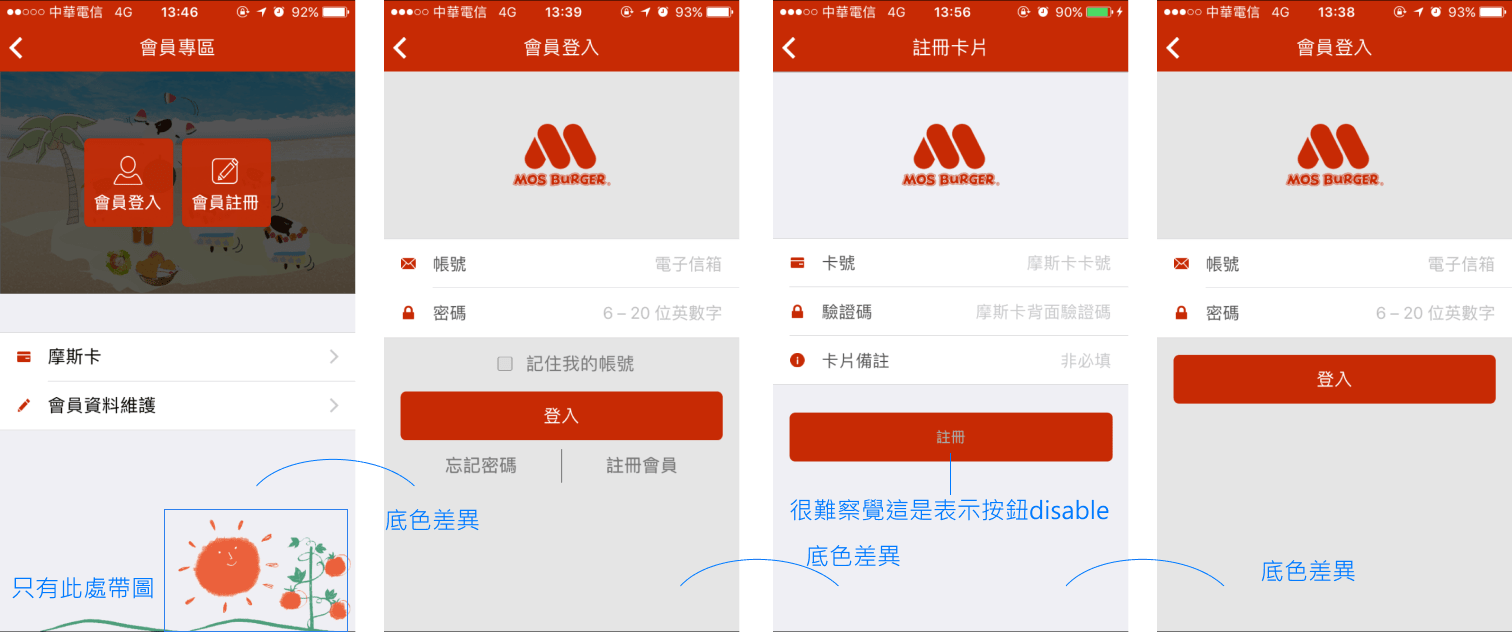 中華電信 4G 13:46 92%
會員專區
會員登入
會員註冊
摩斯卡
會員資料維護
只有此處帶圖
中華電信 4G 13:39 93%
會員登入
MOS BURGER
帳號 電子信箱
密碼 6 – 20 位英數字
記住我的帳號
登入
忘記密碼 註冊會員
底色差異
中華電信 4G 13:56 90%
註冊卡片
MOS BURGER
卡號 摩斯卡卡號
驗證碼 摩斯卡背面驗證碼
卡片備註 非必填
註冊
很難察覺這是表示按鈕disable
底色差異
中華電信 4G 13:38 93%
會員登入
MOS BURGER
帳號 電子信箱
密碼 6 – 20 位英數字
登入
底色差異